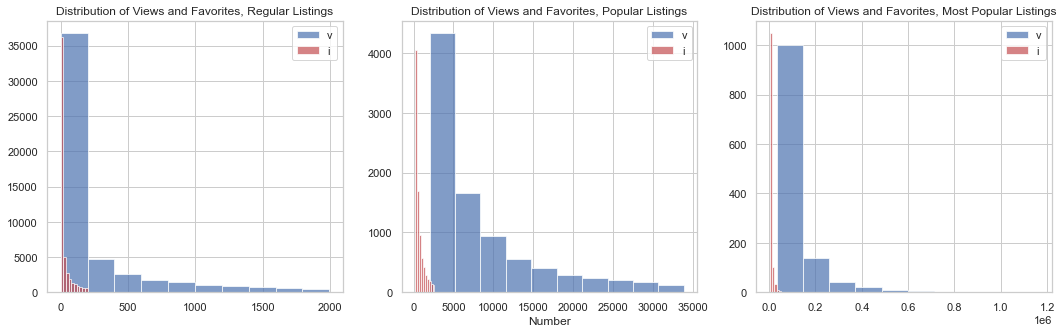 Distribution of Views and Favorites, Regular Listings
v
i
35000
30000
25000
20000
15000
10000
5000
0
0 500 1000 1500 2000
Distribution of Views and Favorites, Popular Listings
v
i
4000
3000
2000
1000
0
0 5000 10000 15000 20000 25000 30000 35000
Number
Distribution of Views and Favorites, Most Popular Listings
v
i
1000
800
600
400
200
0
0.0 0.2 0.4 0.6 0.8 1.0 1.2
1e6